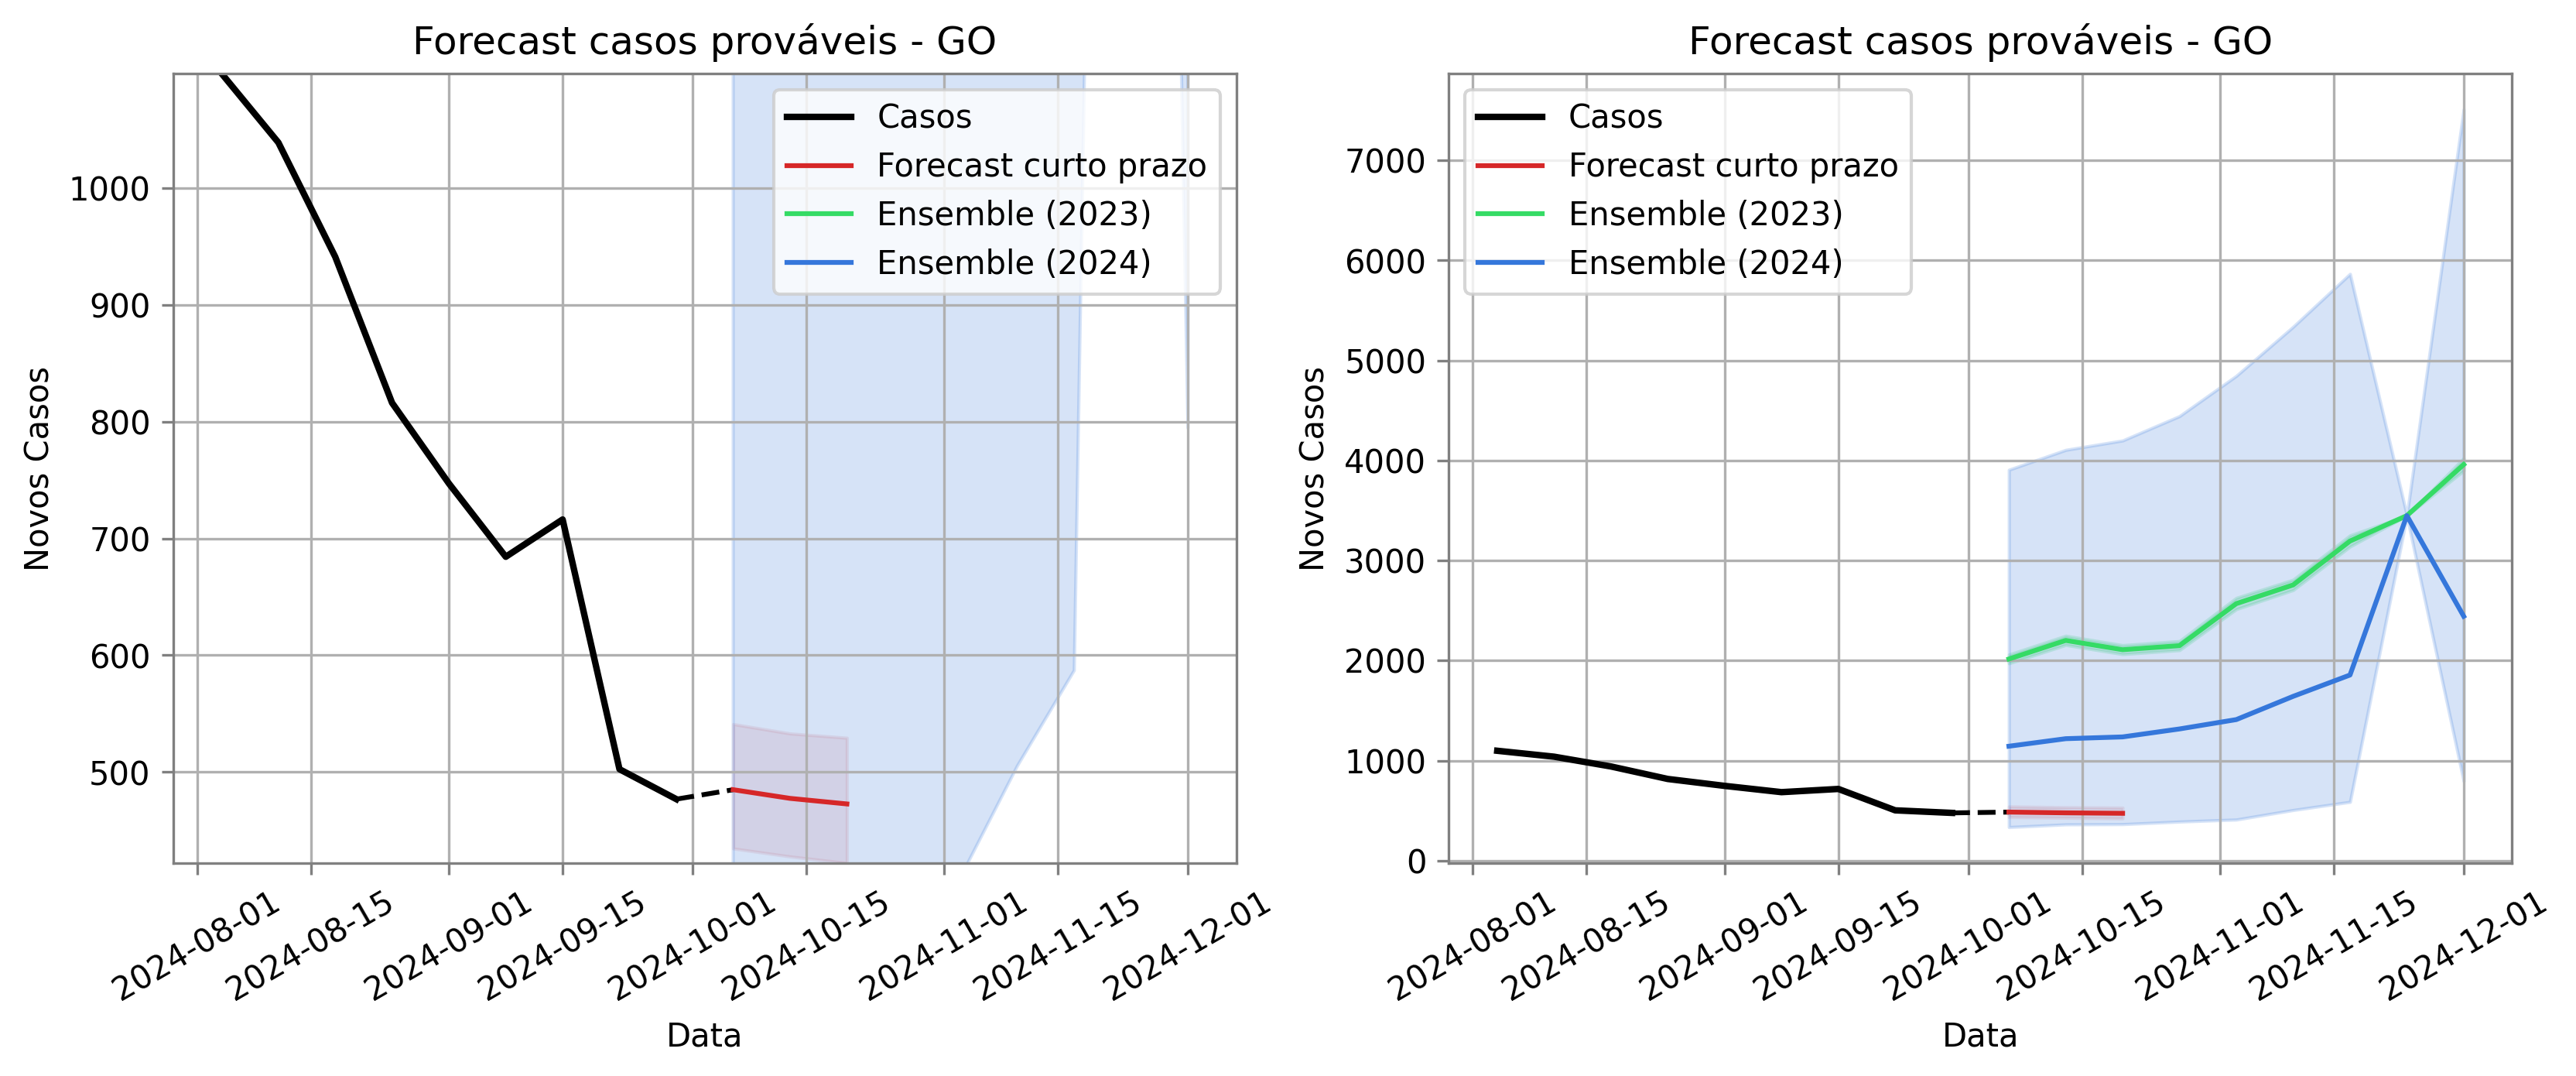 Forecast casos prováveis - GO
Novos Casos
1000
900
800
700
600
500
Casos
Forecast curto prazo
Ensemble (2023)
Ensemble (2024)
2024-08-01
2024-08-15
2024-09-01
2024-09-15
2024-10-01
2024-10-15
2024-11-01
2024-11-15
2024-12-01
Data
Forecast casos prováveis - GO
Novos Casos
7000
6000
5000
4000
3000
2000
1000
0
Casos
Forecast curto prazo
Ensemble (2023)
Ensemble (2024)
2024-08-01
2024-08-15
2024-09-01
2024-09-15
2024-10-01
2024-10-15
2024-11-01
2024-11-15
2024-12-01
Data